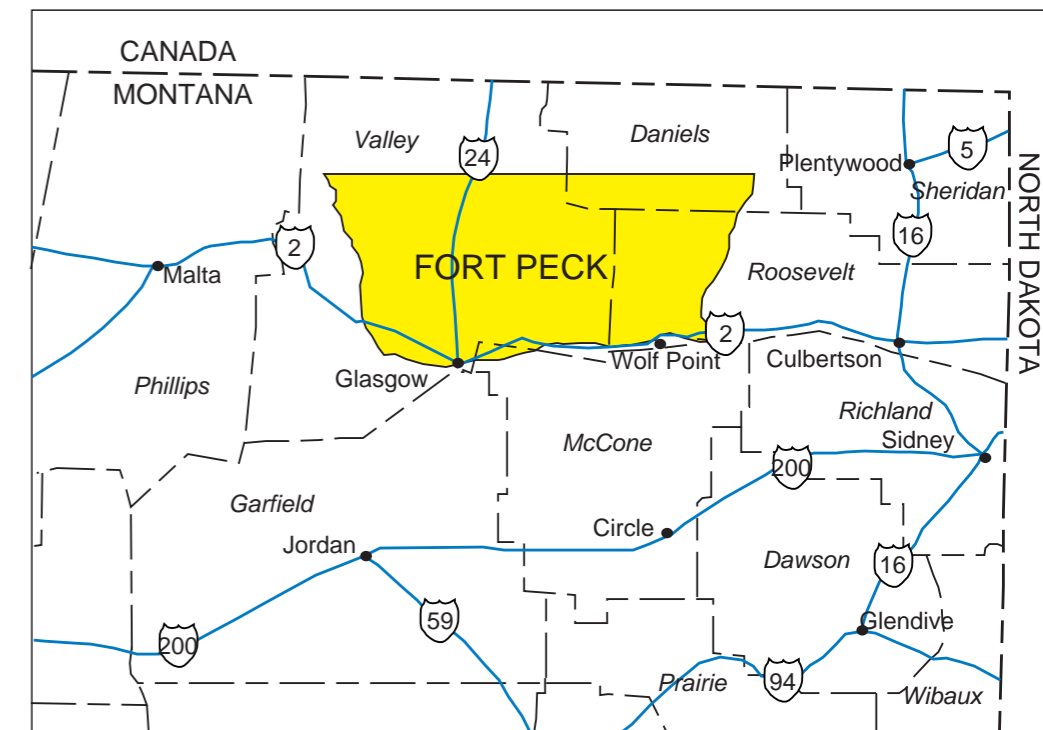 CANADA
MONTANA
Valley
Daniels
24
5
Plentywood
Sheridan
NORTH DAKOTA
16
2
Malta
FORT PECK
Roosevelt
2
Wolf Point
Culbertson
Glasgow
Phillips
Richland
McCone
Sidney
200
Garfield
Circle
Jordan
Dawson
16
59
Glendive
200
Prairie
94
Wibaux